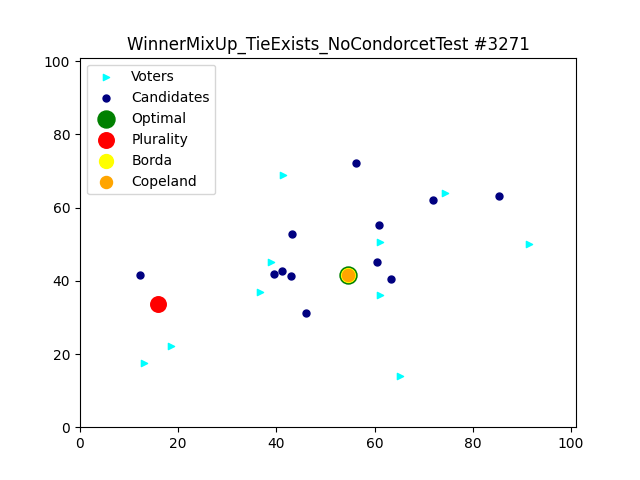 WinnerMixUp_TieExists_NoCondorcetTest #3271
100
80
60
40
20
0
Voters
Candidates
Optimal
Plurality
Borda
Copeland
0 20 40 60 80 100